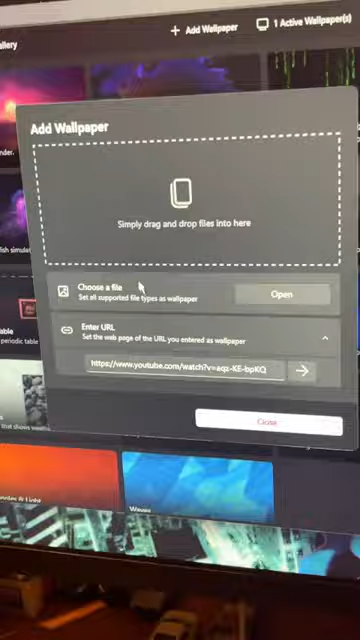 + Add Wallpaper
1 Active Wallpaper(s)
Add Wallpaper
Simply drag and drop files into here
Choose a file
Set all supported file types as wallpaper
Open
Enter URL
Set the web page of the URL you entered as wallpaper
https://www.youtube.com/watch?v=eqz-KE-bpKQ
Close
Waves